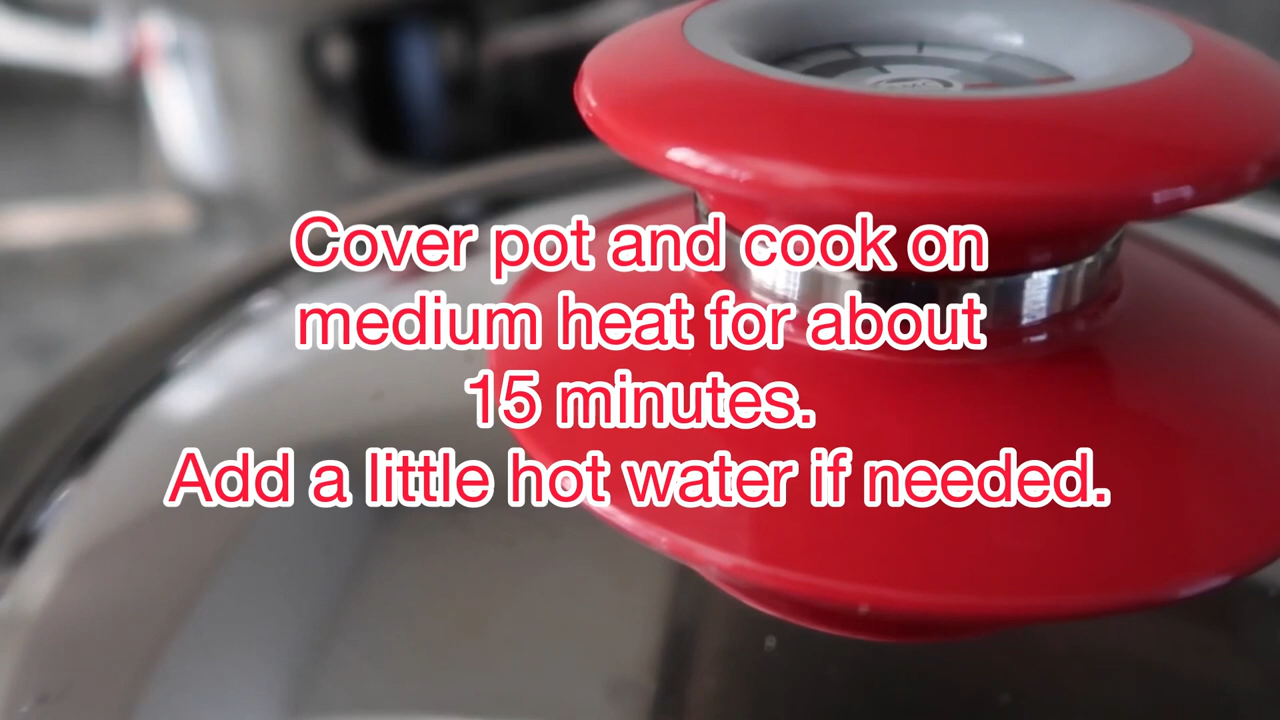 Cover pot and cook on
medium heat for about
15 minutes.
Add a little hot water if needed.